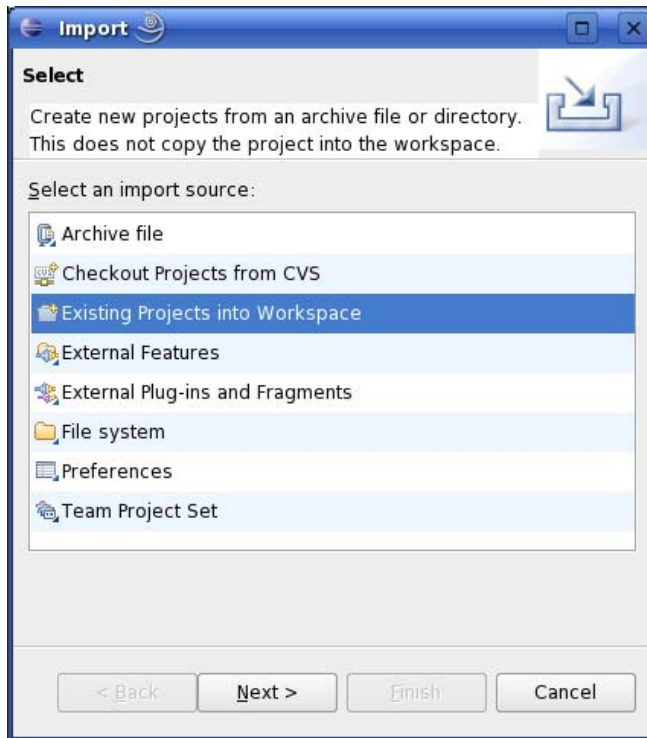 Import
Select
Create new projects from an archive file or directory.
This does not copy the project into the workspace.
Select an import source:
Archive file
Checkout Projects from CVS
Existing Projects into Workspace
External Features
External Plug-ins and Fragments
File system
Preferences
Team Project Set
< Back Next > Finish Cancel